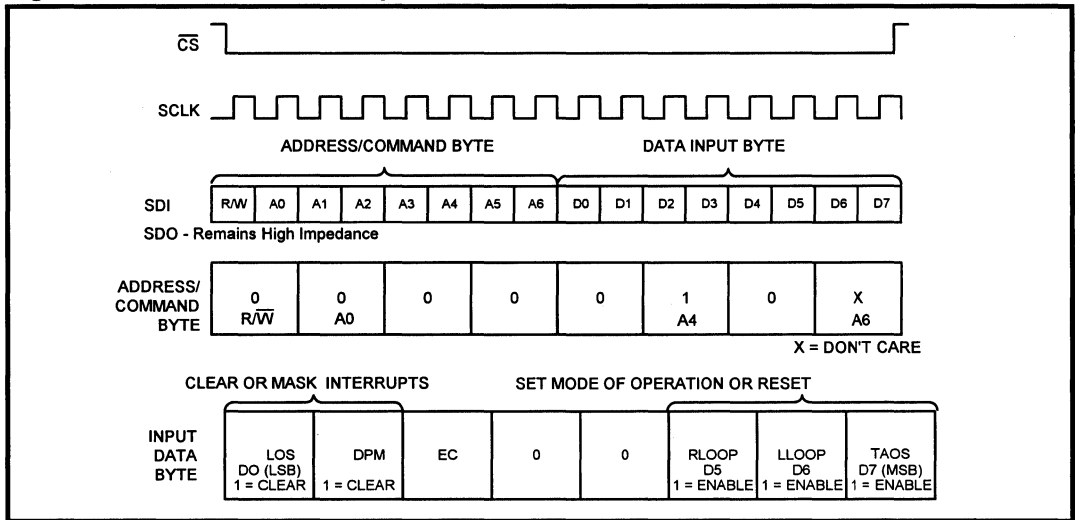 CS
SCLK
ADDRESS/COMMAND BYTE DATA INPUT BYTE
SDI R/W A0 A1 A2 A3 A4 A5 A6 D0 D1 D2 D3 D4 D5 D6 D7
SDO - Remains High Impedance
ADDRESS/
COMMAND
BYTE
0 0 0 0 0 1 0 X
R/W A0 A4 A6
X = DON'T CARE
CLEAR OR MASK INTERRUPTS SET MODE OF OPERATION OR RESET
INPUT
DATA
BYTE
LOS DPM EC 0 0 RLOOP LLOOP TAOS
DO (LSB) D5 D6 D7 (MSB)
1 = CLEAR 1 = CLEAR 1 = ENABLE 1 = ENABLE 1 = ENABLE